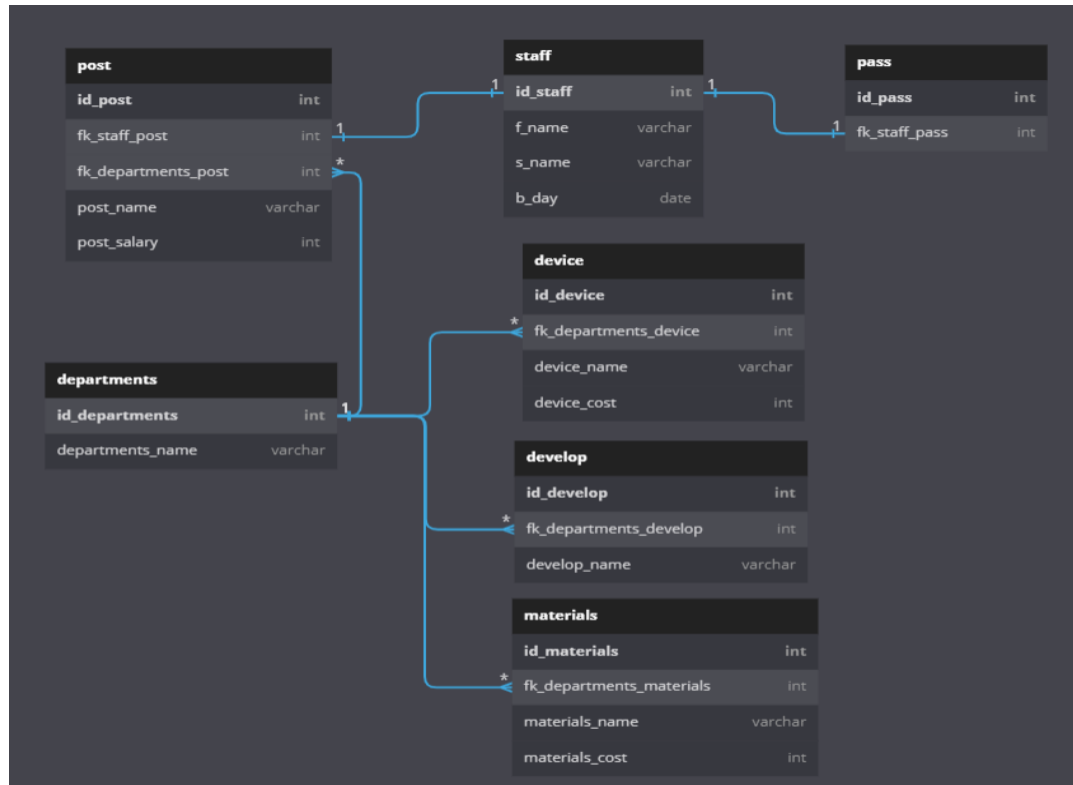 post
id_post int
fk_staff_post int
fk_departments_post int
post_name varchar
post_salary int
1
*
staff
id_staff int
f_name varchar
s_name varchar
b_day date
1
1
pass
id_pass int
fk_staff_pass int
1
device
id_device int
fk_departments_device int
device_name varchar
device_cost int
*
departments
id_departments int
departments_name varchar
1
develop
id_develop int
fk_departments_develop int
develop_name varchar
*
materials
id_materials int
fk_departments_materials int
materials_name varchar
materials_cost int
*